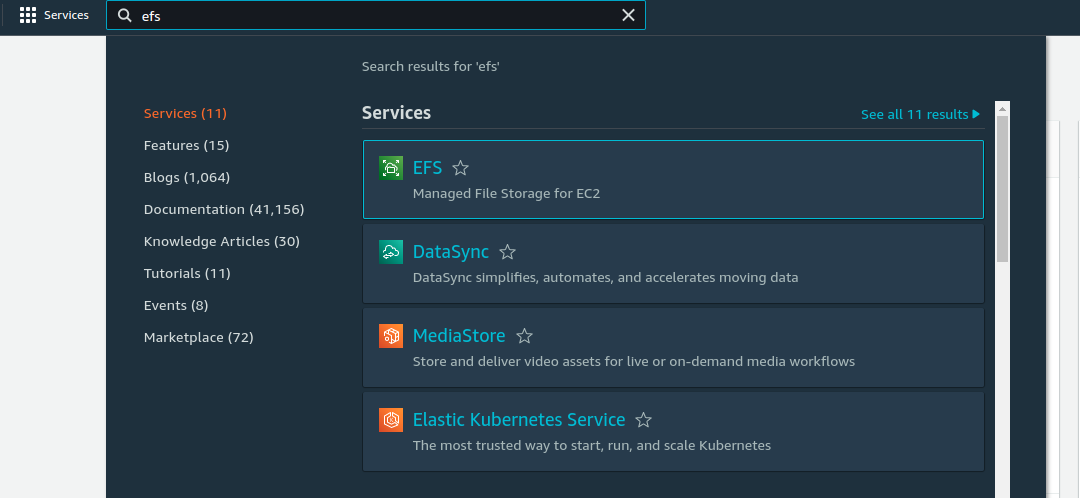 Services
efs
Search results for 'efs'
Services (11)
Features (15)
Blogs (1,064)
Documentation (41,156)
Knowledge Articles (30)
Tutorials (11)
Events (8)
Marketplace (72)
Services
See all 11 results
EFS
Managed File Storage for EC2
DataSync
DataSync simplifies, automates, and accelerates moving data
MediaStore
Store and deliver video assets for live or on-demand media workflows
Elastic Kubernetes Service
The most trusted way to start, run, and scale Kubernetes